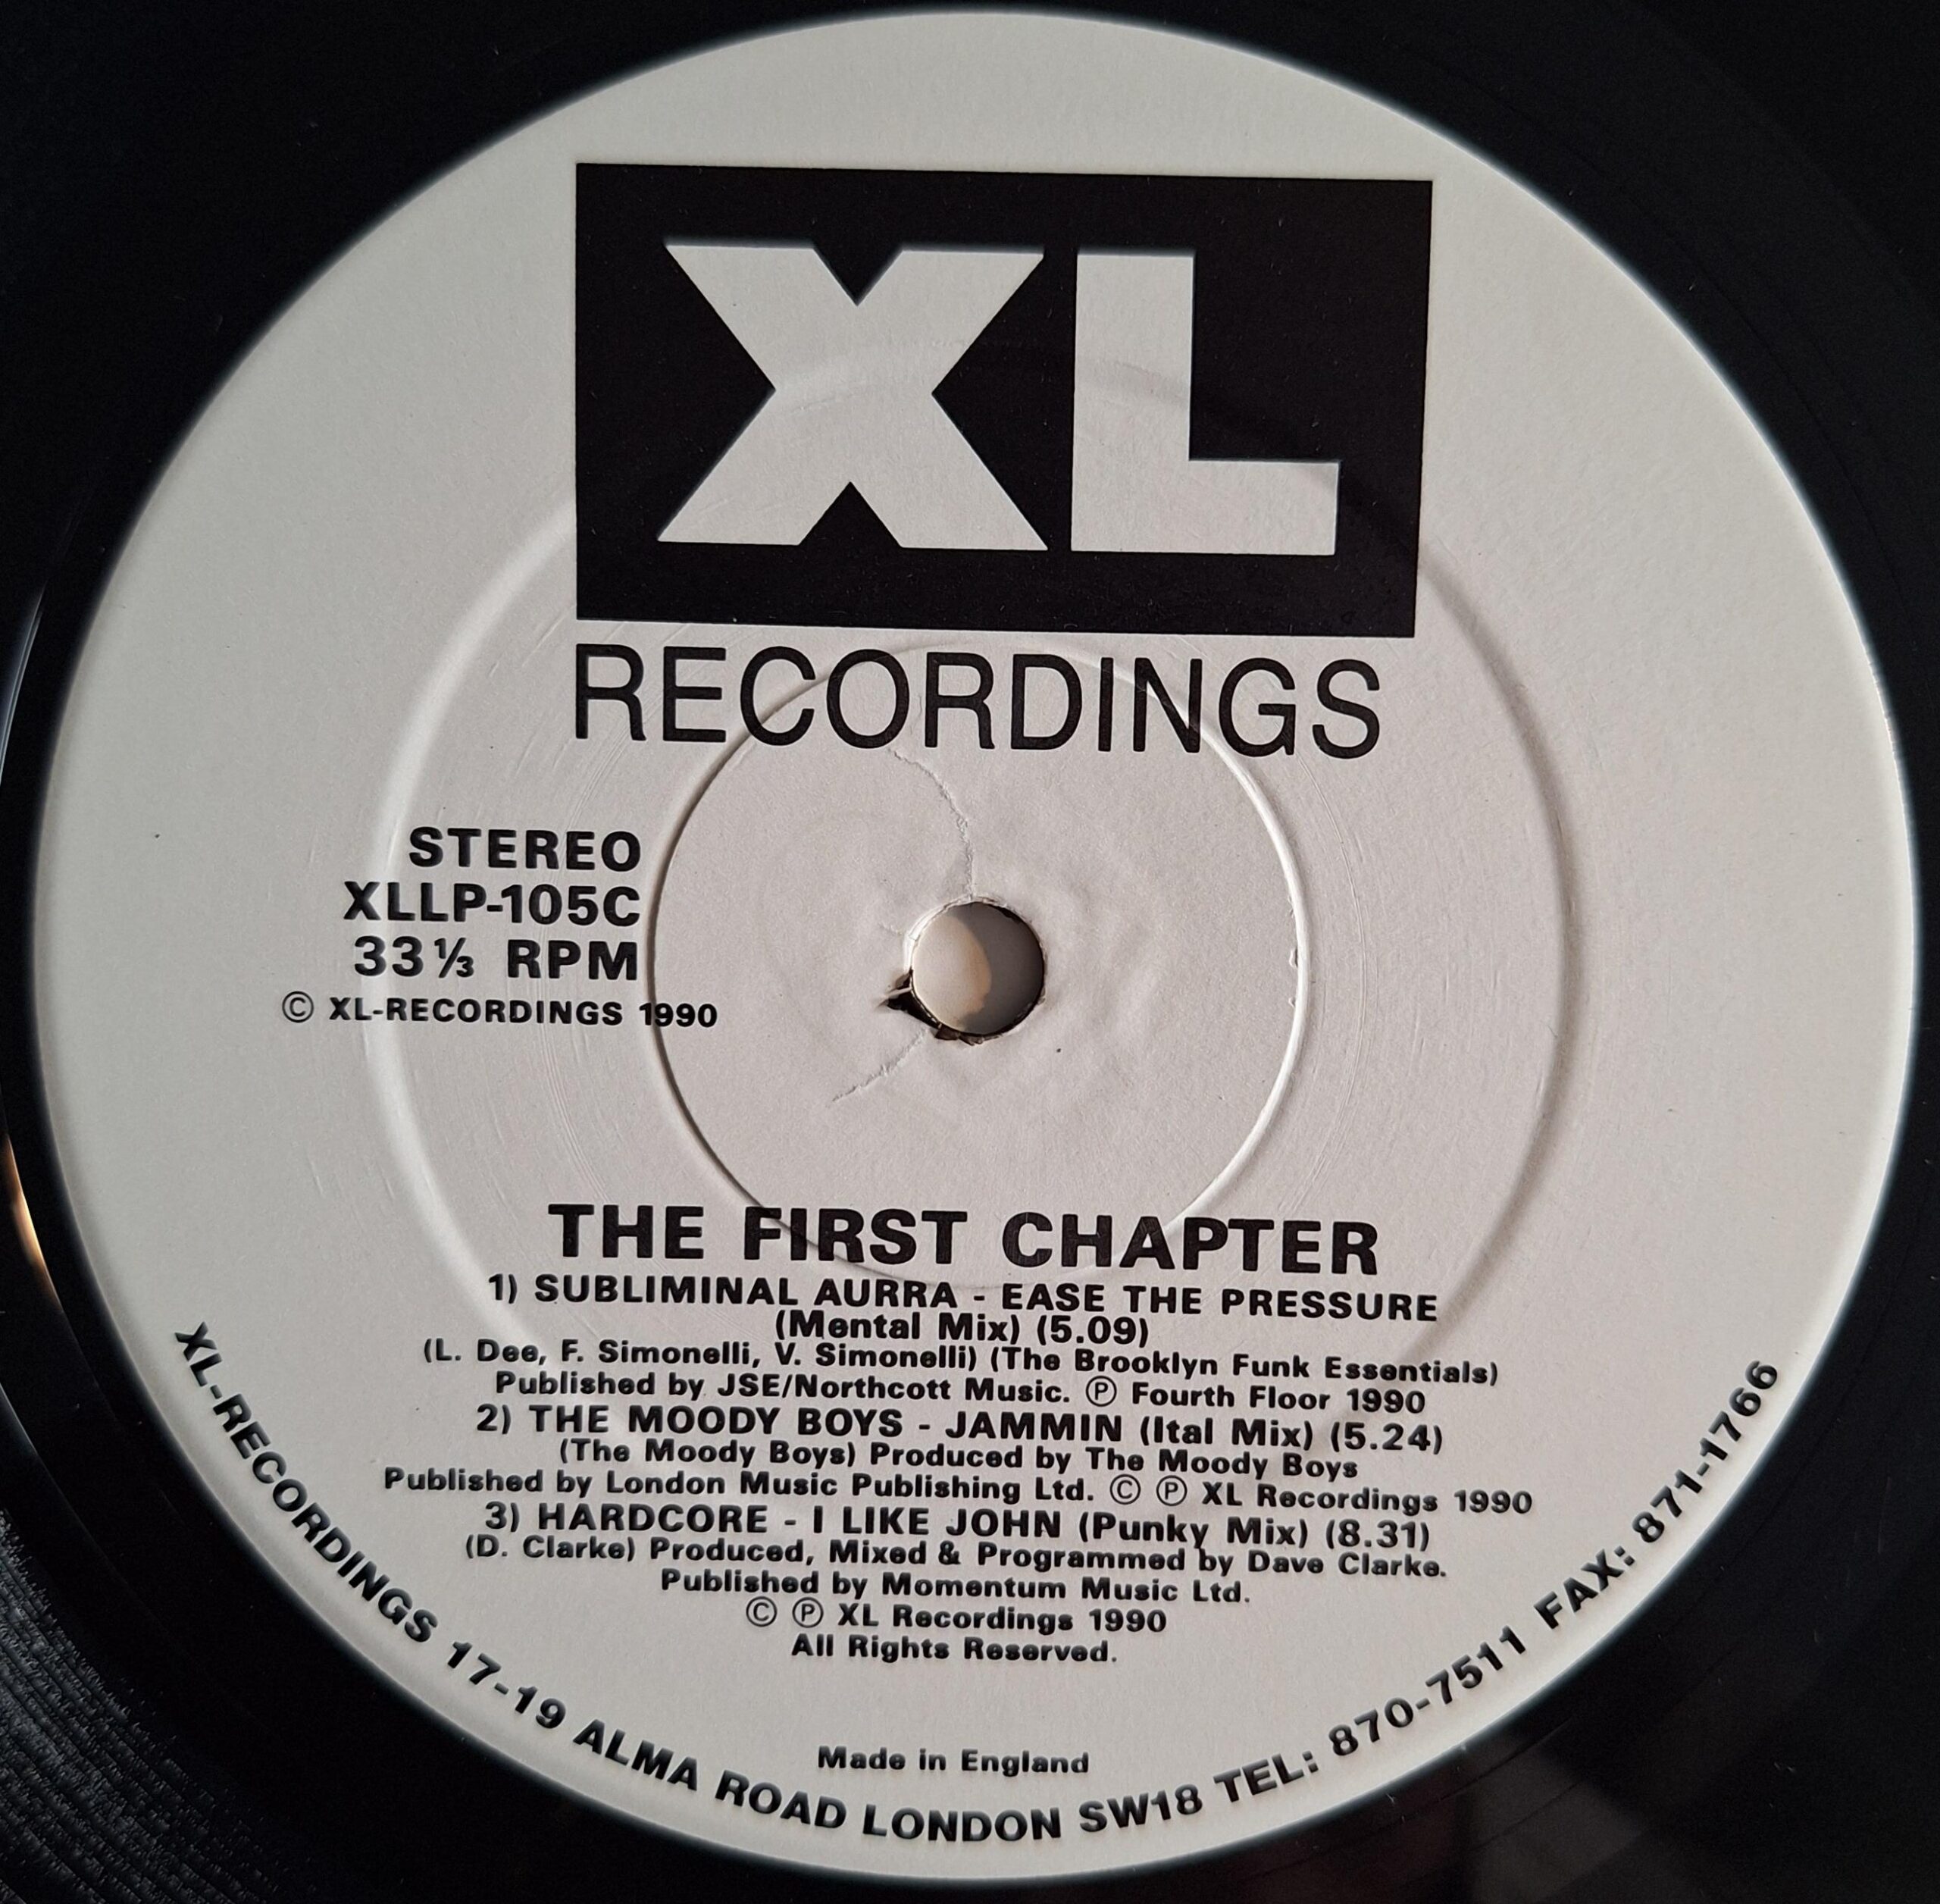 XL
RECORDINGS
STEREO
XLLP-105C
33⅓ RPM
© XL-RECORDINGS 1990
THE FIRST CHAPTER
1) SUBLIMINAL AURRA - EASE THE PRESSURE
(Mental Mix) (5.09)
(L. Dee, F. Simonelli, V. Simonelli) (The Brooklyn Funk Essentials)
Published by JSE/Northcott Music. Ⓟ Fourth Floor 1990
2) THE MOODY BOYS - JAMMIN (Ital Mix) (5.24)
(The Moody Boys) Produced by The Moody Boys
Published by London Music Publishing Ltd. © Ⓟ XL Recordings 1990
3) HARDCORE - I LIKE JOHN (Punky Mix) (8.31)
(D. Clarke) Produced, Mixed & Programmed by Dave Clarke.
Published by Momentum Music Ltd.
© Ⓟ XL Recordings 1990
All Rights Reserved.
Made in England
XL-RECORDINGS 17-19 ALMA ROAD LONDON SW18 TEL: 870-7511 FAX: 871-1766